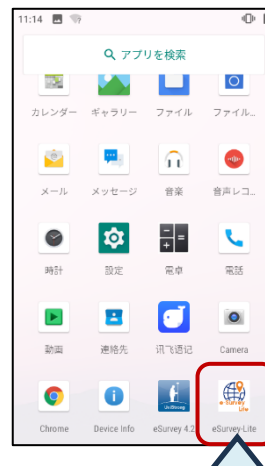 11:14
アプリを検索
カレンダー ギャラリー ファイル ファイル...
メール メッセージ 音楽 音声レコ...
時計 設定 電卓 電話
動画 連絡先 讯飞语记 Camera
Chrome Device Info eSurvey 4.2 eSurvey Lite